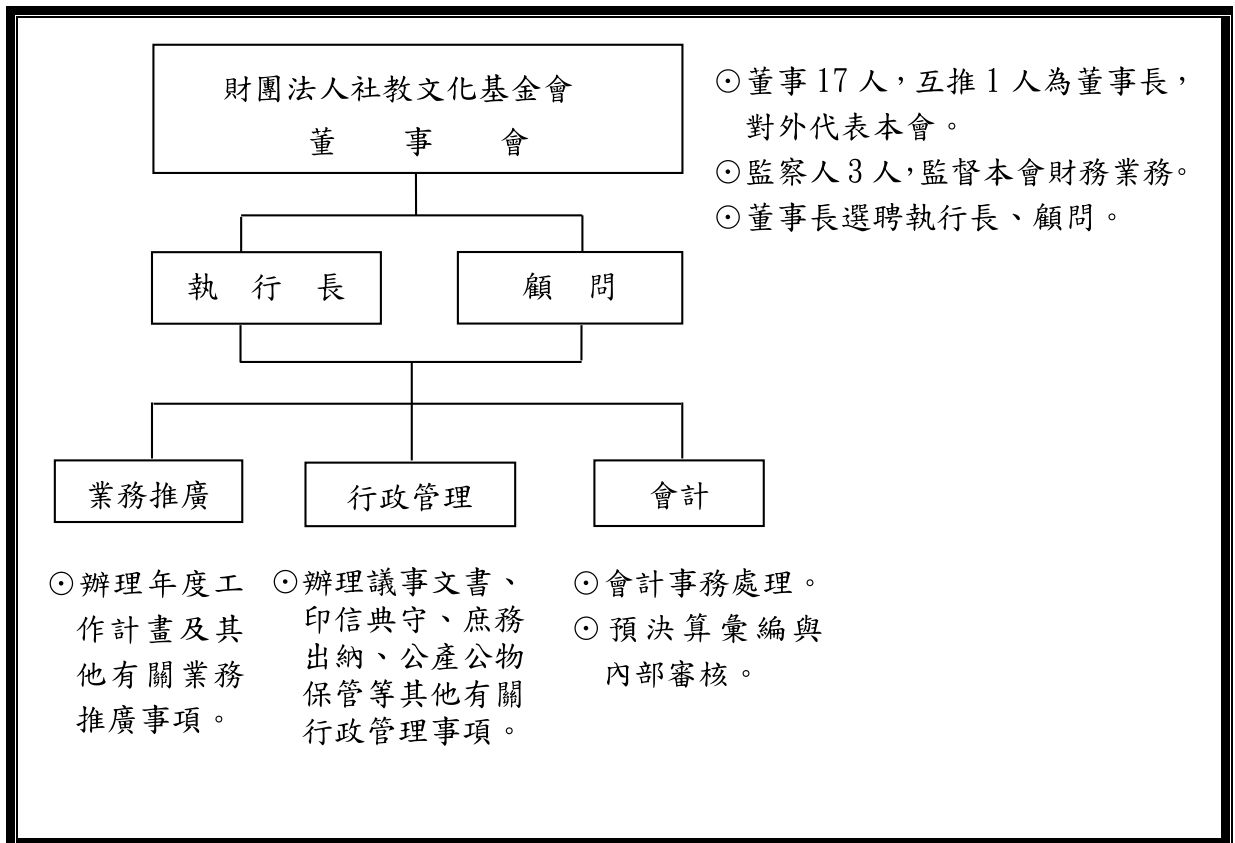 財團法人社教文化基金會
董事會
⊙董事17人，互推1人為董事長，
對外代表本會。
⊙監察人3人，監督本會財務業務。
⊙董事長選聘執行長、顧問。
執行長
顧問
業務推廣
行政管理
會計
⊙辦理年度工
作計畫及其
他有關業務
推廣事項。
⊙辦理議事文書、
印信典守、庶務
出納、公產公物
保管等其他有關
行政管理事項。
⊙會計事務處理。
⊙預決算彙編與
內部審核。